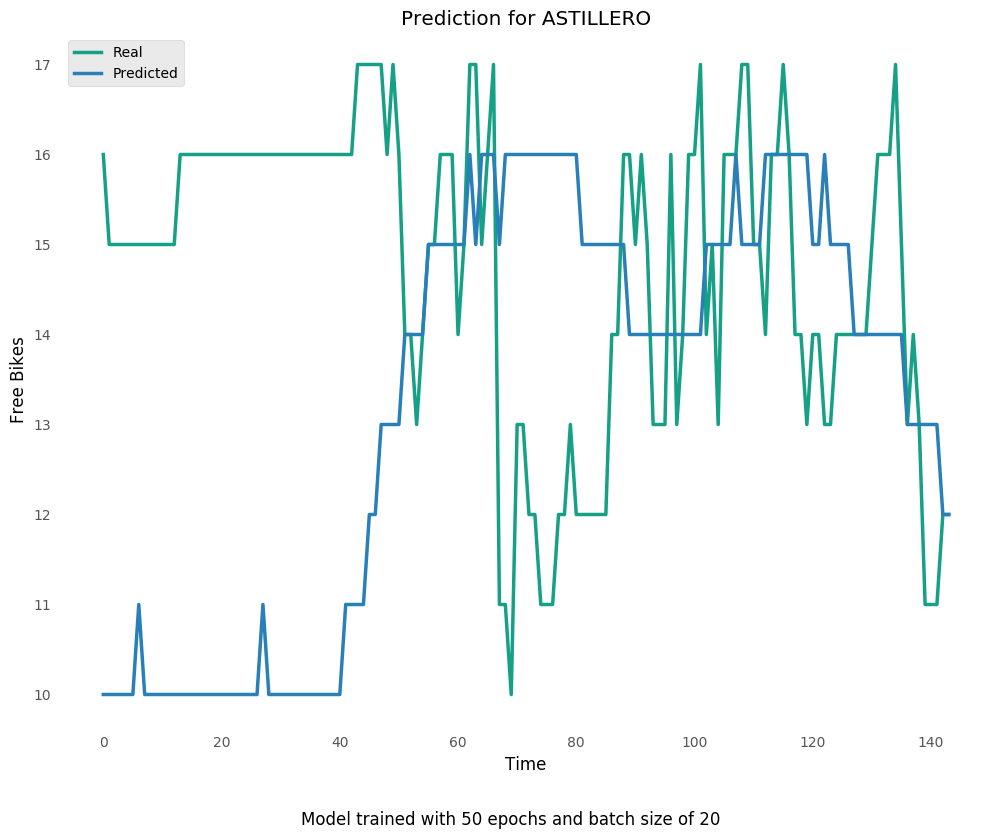 Prediction for ASTILLERO
Real
Predicted
17
16
15
14
13
12
11
10
Free Bikes
0 20 40 60 80 100 120 140
Time
Model trained with 50 epochs and batch size of 20